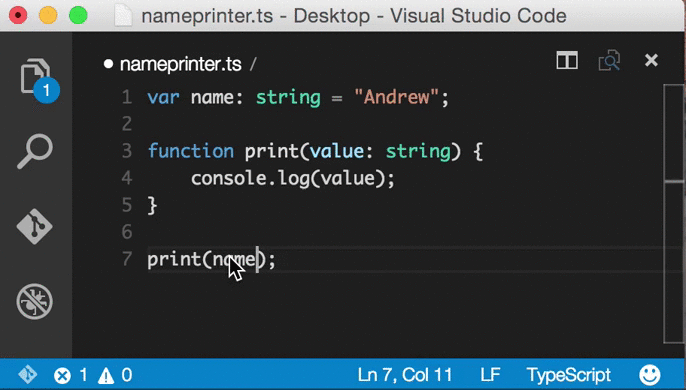 nameprinter.ts - Desktop - Visual Studio Code
nameprinter.ts /
1
1 var name: string = "Andrew";
2
3 function print(value: string) {
4 console.log(value);
5 }
6
7 print(name);
1 0 Ln 7, Col 11 LF TypeScript